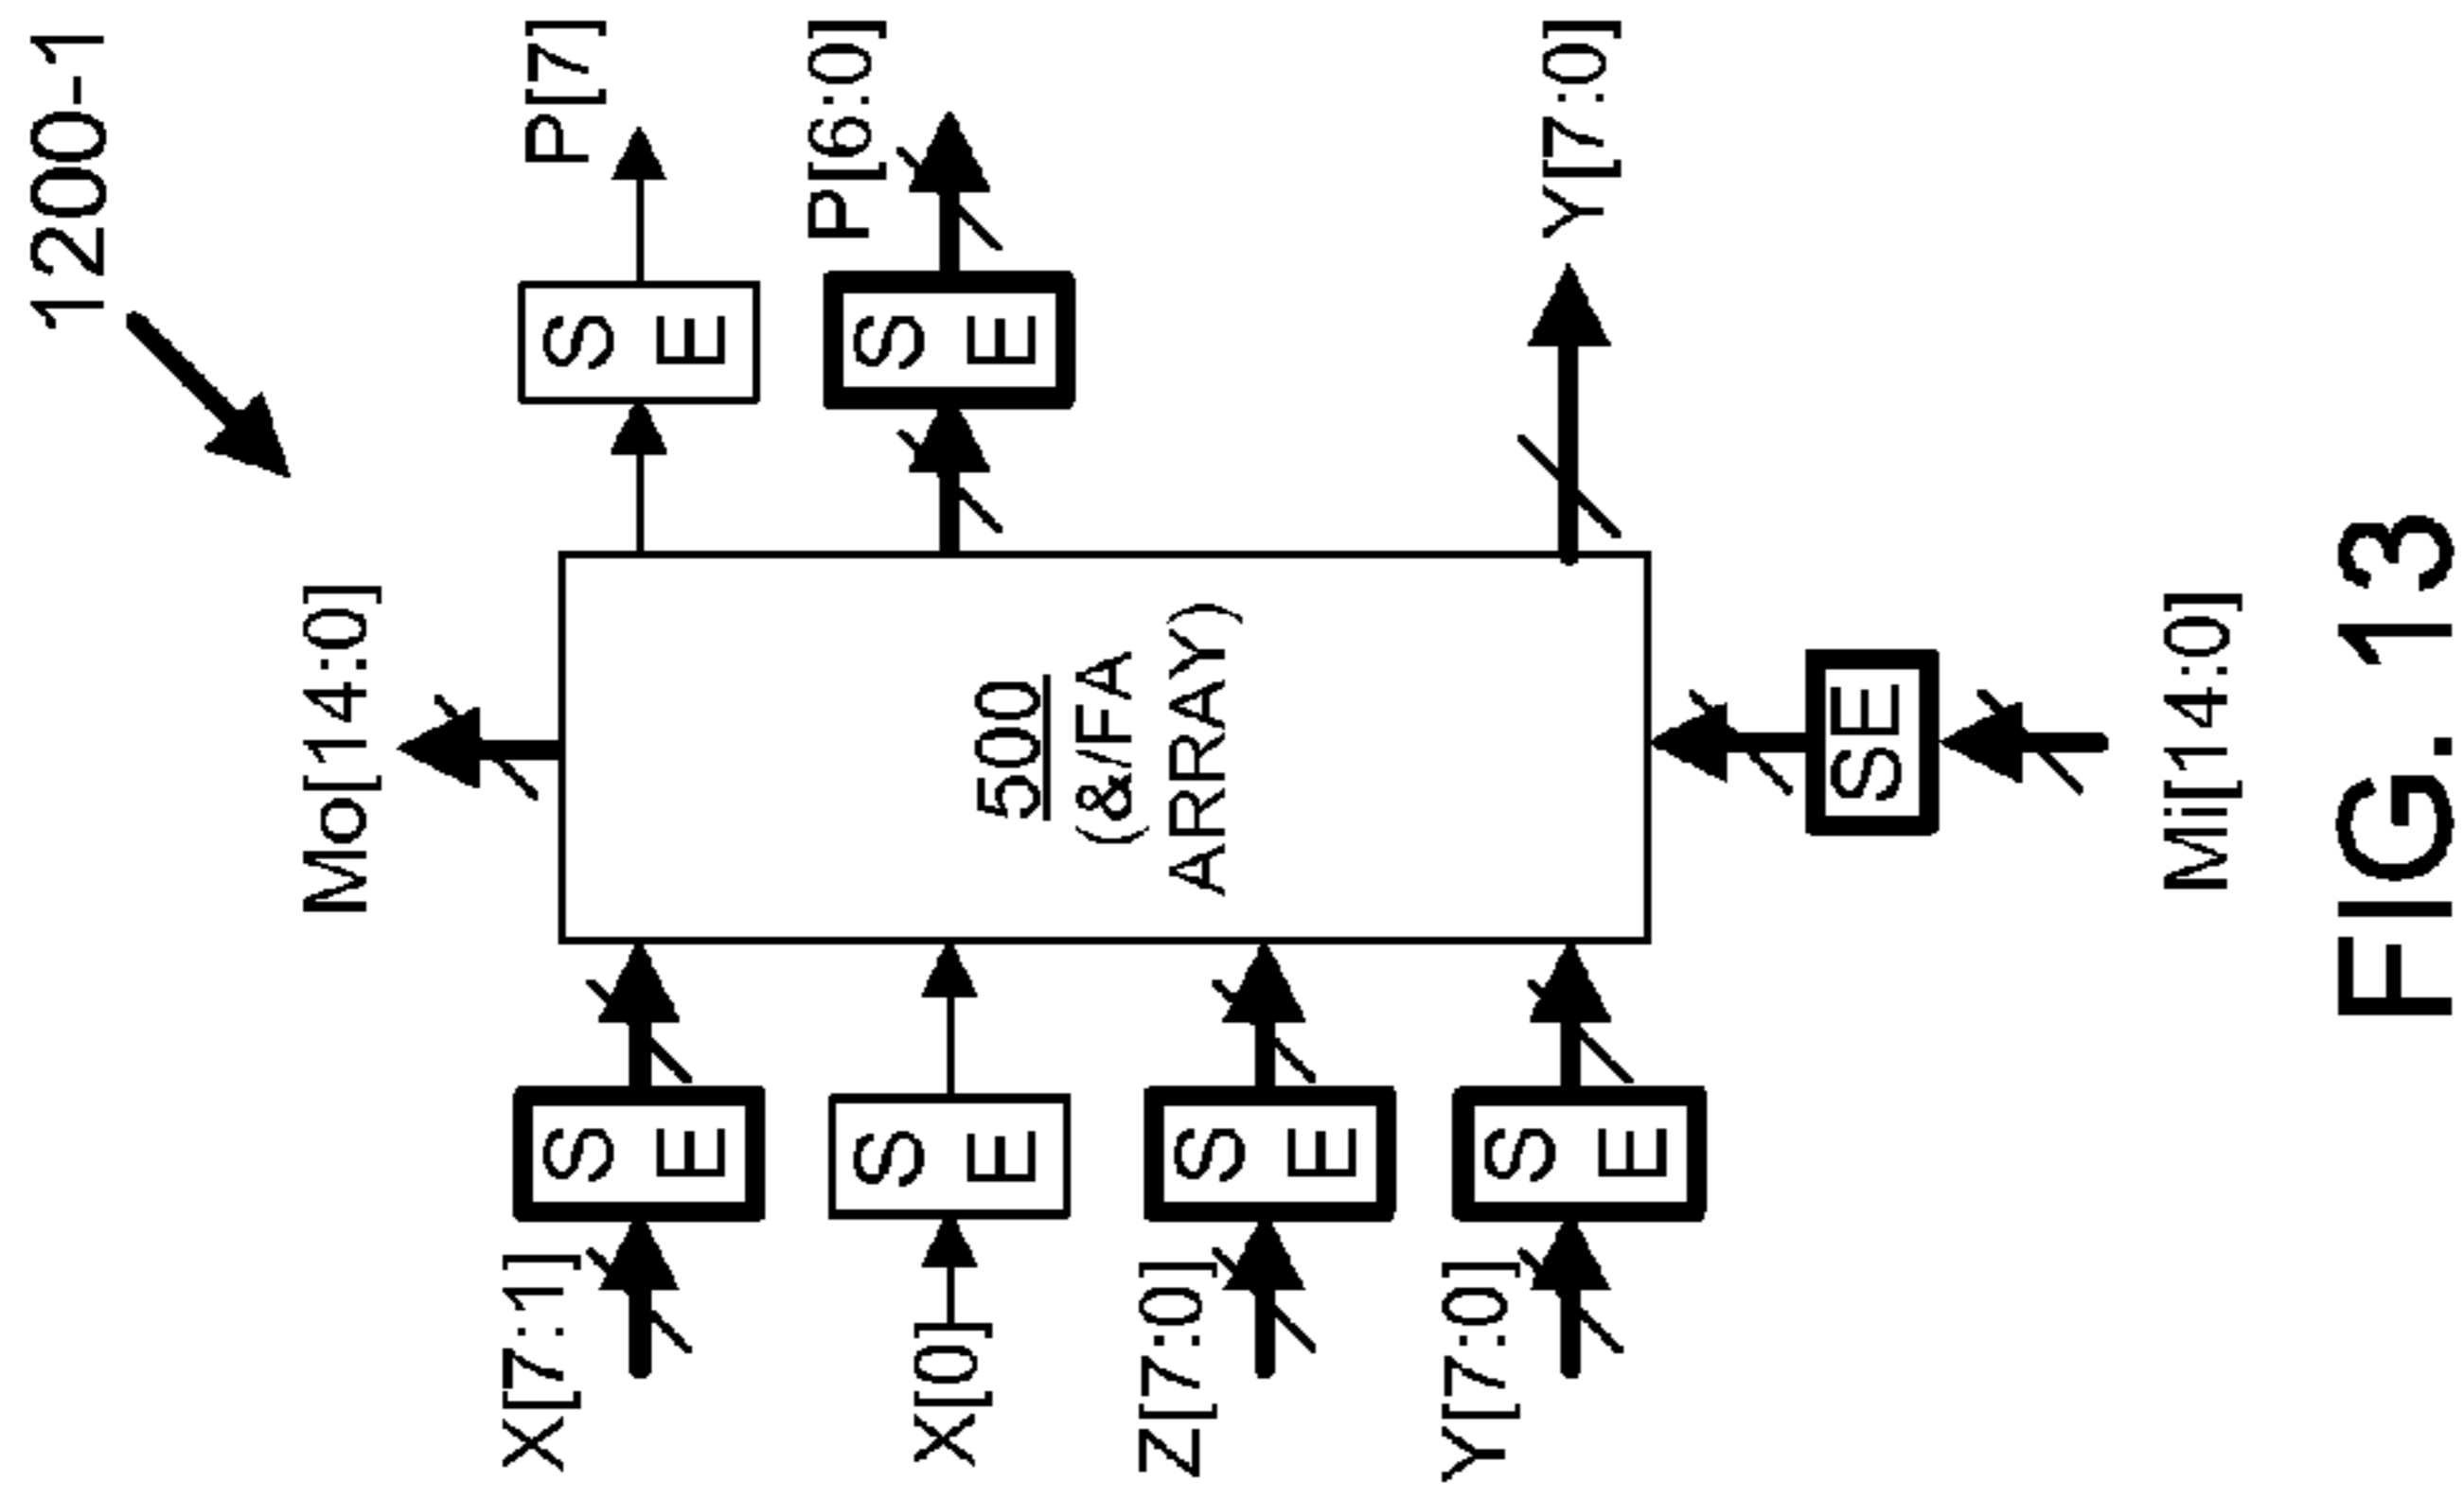 1200-1
Mo[14:0]
X[7:1]
S
E
S
E
P[7]
X[0]
S
E
S
E
P[6:0]
500
(&/FA
ARRAY)
Z[7:0]
S
E
Y[7:0]
S
E
Y[7:0]
SE
Mi[14:0]
FIG. 13